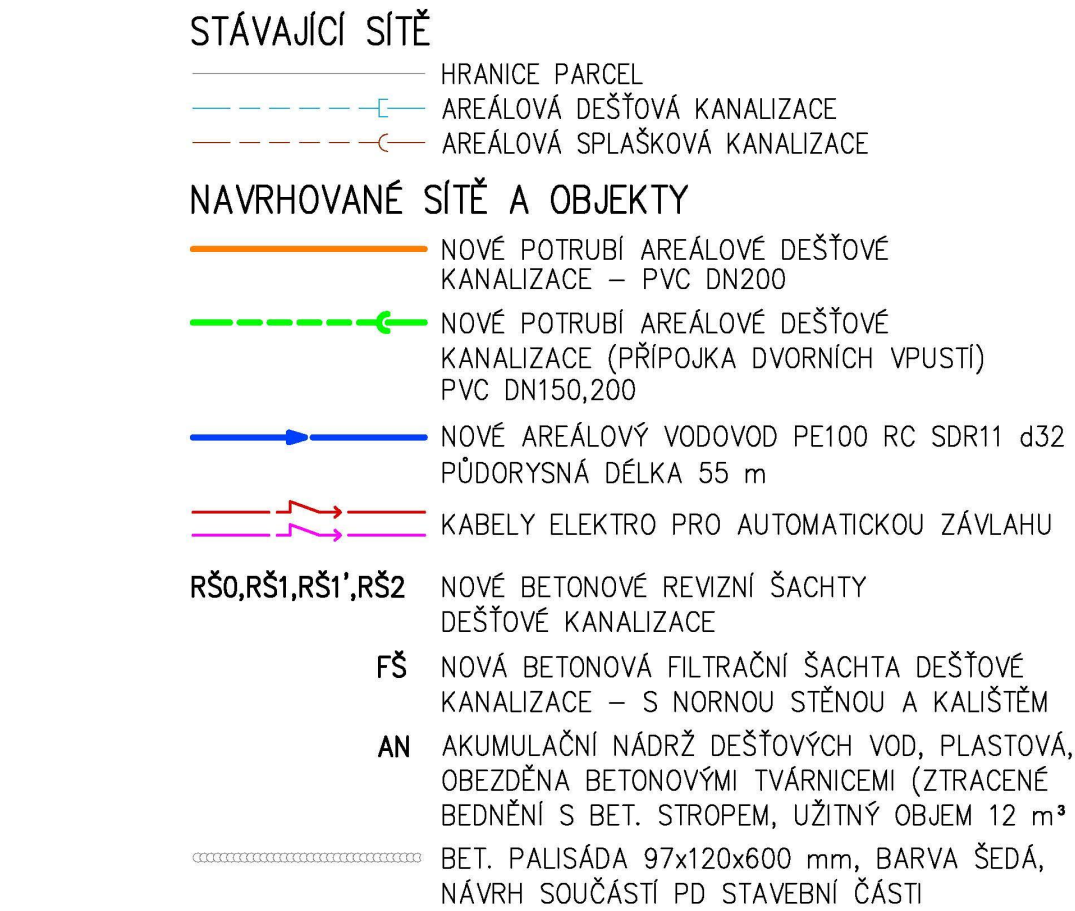 STÁVAJÍCÍ SÍTĚ
HRANICE PARCEL
AREÁLOVÁ DEŠŤOVÁ KANALIZACE
AREÁLOVÁ SPLAŠKOVÁ KANALIZACE
NAVRHOVANÉ SÍTĚ A OBJEKTY
NOVÉ POTRUBÍ AREÁLOVÉ DEŠŤOVÉ
KANALIZACE – PVC DN200
NOVÉ POTRUBÍ AREÁLOVÉ DEŠŤOVÉ
KANALIZACE (PŘÍPOJKA DVORNÍCH VPUSTÍ)
PVC DN150,200
NOVÉ AREÁLOVÝ VODOVOD PE100 RC SDR11 d32
PŮDORYSNÁ DÉLKA 55 m
KABELY ELEKTRO PRO AUTOMATICKOU ZÁVLAHU
RŠ0,RŠ1,RŠ1',RŠ2 NOVÉ BETONOVÉ REVIZNÍ ŠACHTY
DEŠŤOVÉ KANALIZACE
FŠ NOVÁ BETONOVÁ FILTRAČNÍ ŠACHTA DEŠŤOVÉ
KANALIZACE – S NORNOU STĚNOU A KALIŠTĚM
AN AKUMULAČNÍ NÁDRŽ DEŠŤOVÝCH VOD, PLASTOVÁ,
OBEZDĚNA BETONOVÝMI TVÁRNICEMI (ZTRACENÉ
BEDNĚNÍ S BET. STROPEM, UŽITNÝ OBJEM 12 m³
BET. PALISÁDA 97x120x600 mm, BARVA ŠEDÁ,
NÁVRH SOUČÁSTÍ PD STAVEBNÍ ČÁSTI